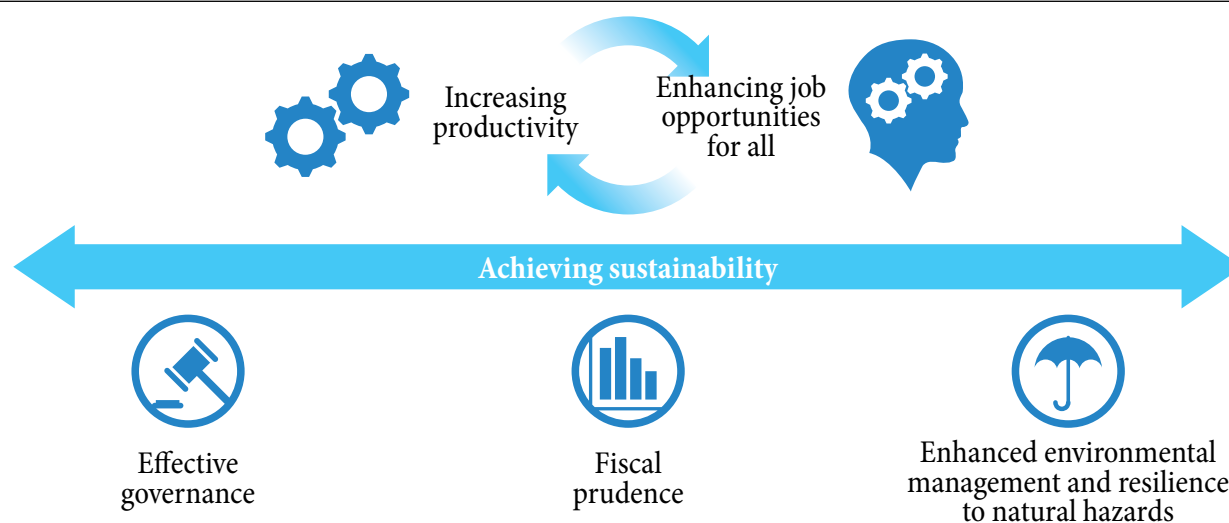 Increasing
productivity
Enhancing job
opportunities
for all
Achieving sustainability
Effective
governance
Fiscal
prudence
Enhanced environmental
management and resilience
to natural hazards